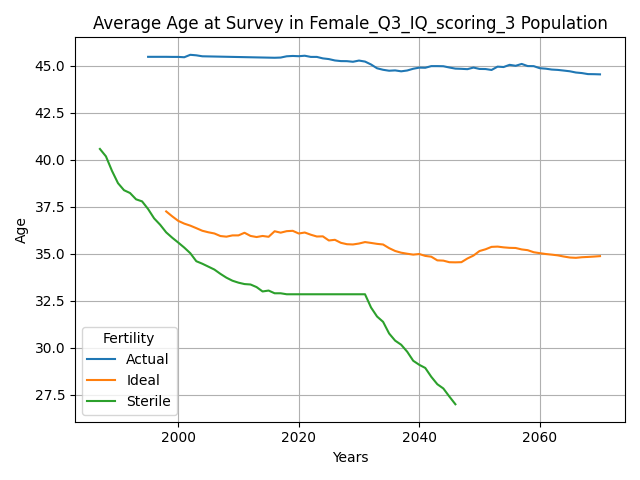 Average Age at Survey in Female_Q3_IQ_scoring_3 Population
Age
45.0
42.5
40.0
37.5
35.0
32.5
30.0
27.5
Fertility
Actual
Ideal
Sterile
2000
2020
2040
2060
Years